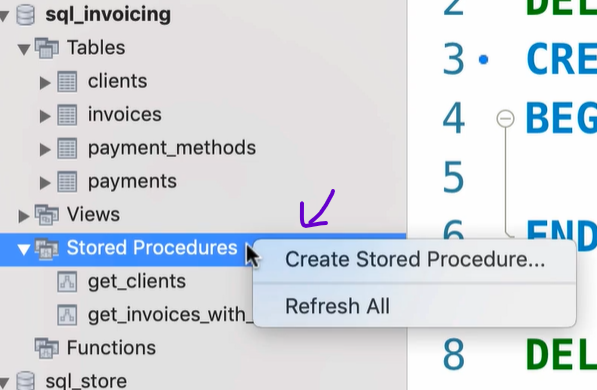 sql_invoicing
Tables
clients
invoices
payment_methods
payments
Views
Stored Procedures
get_clients
get_invoices_with_
Functions
sql_store
Create Stored Procedure...
Refresh All
2 DEL
3 CRE
4 BEG
5
6 END
8 DEL